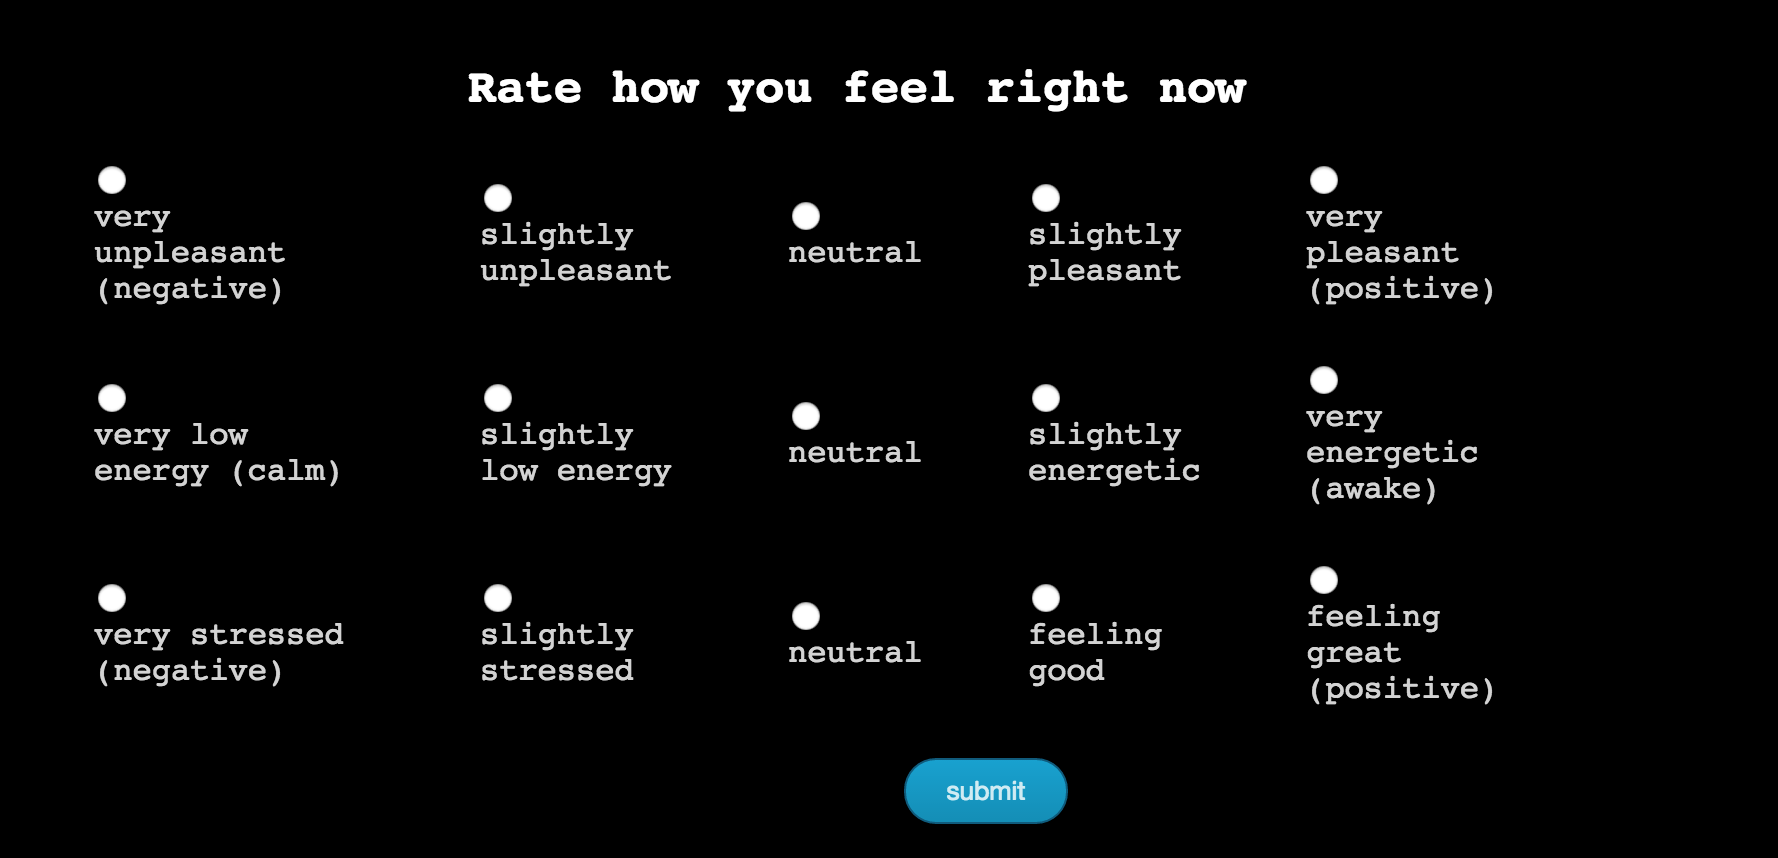 Rate how you feel right now
very
unpleasant
(negative)
slightly
unpleasant
neutral
slightly
pleasant
very
pleasant
(positive)
very low
energy (calm)
slightly
low energy
neutral
slightly
energetic
very
energetic
(awake)
very stressed
(negative)
slightly
stressed
neutral
feeling
good
feeling
great
(positive)
submit